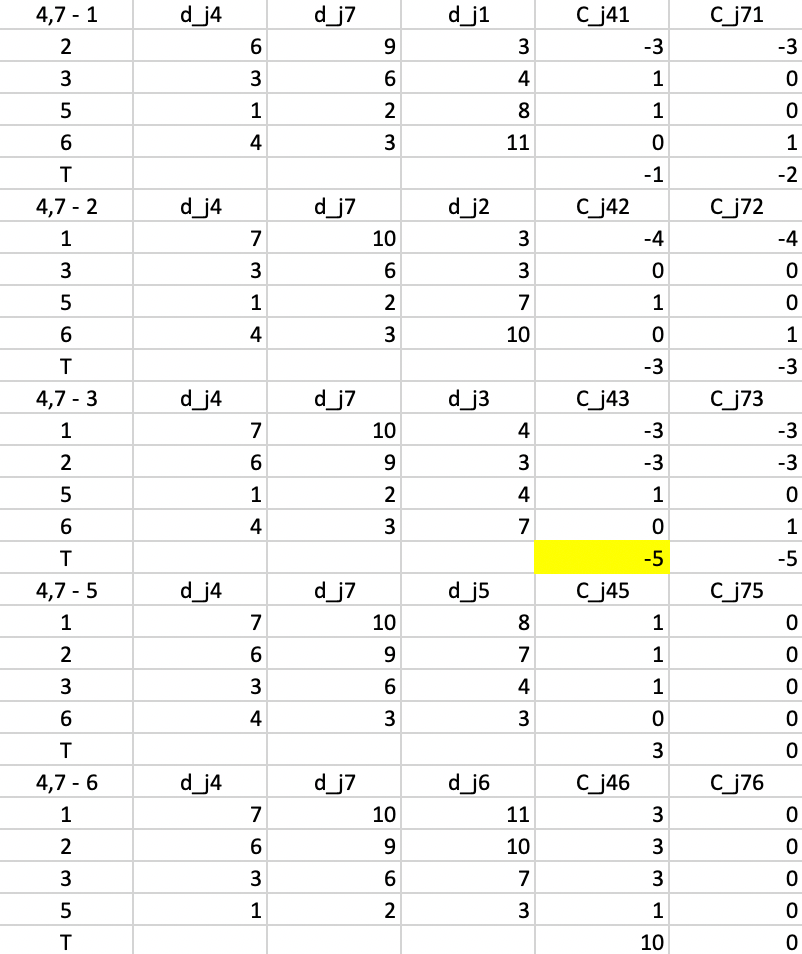 4,7 - 1 d_j4 d_j7 d_j1 C_j41 C_j71
2 6 9 3 -3 -3
3 3 6 4 1 0
5 1 2 8 1 0
6 4 3 11 0 1
T -1 -2
4,7 - 2 d_j4 d_j7 d_j2 C_j42 C_j72
1 7 10 3 -4 -4
3 3 6 3 0 0
5 1 2 7 1 0
6 4 3 10 0 1
T -3 -3
4,7 - 3 d_j4 d_j7 d_j3 C_j43 C_j73
1 7 10 4 -3 -3
2 6 9 3 -3 -3
5 1 2 4 1 0
6 4 3 7 0 1
T -5 -5
4,7 - 5 d_j4 d_j7 d_j5 C_j45 C_j75
1 7 10 8 1 0
2 6 9 7 1 0
3 3 6 4 1 0
6 4 3 3 0 0
T 3 0
4,7 - 6 d_j4 d_j7 d_j6 C_j46 C_j76
1 7 10 11 3 0
2 6 9 10 3 0
3 3 6 7 3 0
5 1 2 3 1 0
T 10 0